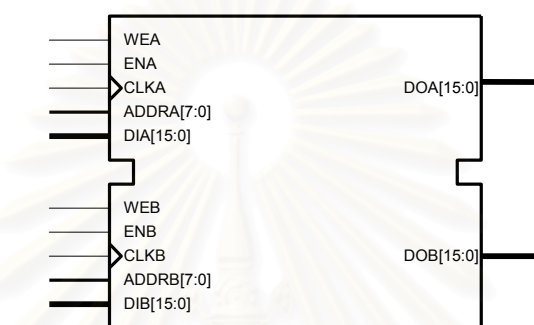 WEA
ENA
CLKA
DOA[15:0]
ADDRA[7:0]
DIA[15:0]
WEB
ENB
CLKB
DOB[15:0]
ADDRB[7:0]
DIB[15:0]